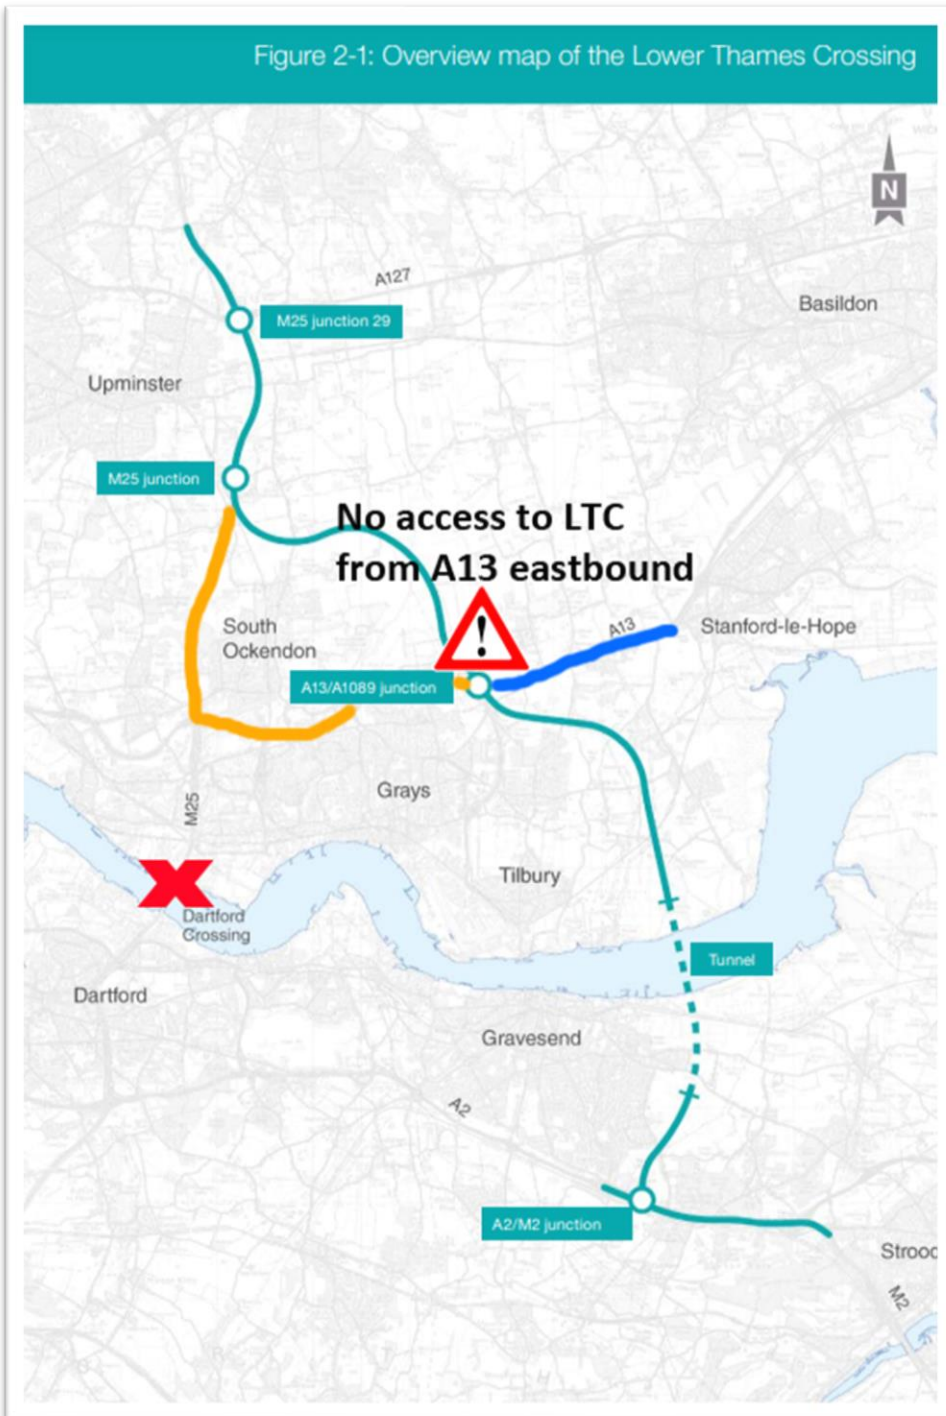 Figure 2-1: Overview map of the Lower Thames Crossing
N
A127
Basildon
M25 junction 29
Upminster
M25 junction
No access to LTC
from A13 eastbound
!
A13
Stanford-le-Hope
South
Ockendon
A13/A1089 junction
M25
Grays
Tilbury
Dartford
Crossing
Tunnel
Dartford
Gravesend
A2
A2/M2 junction
Strood
M2